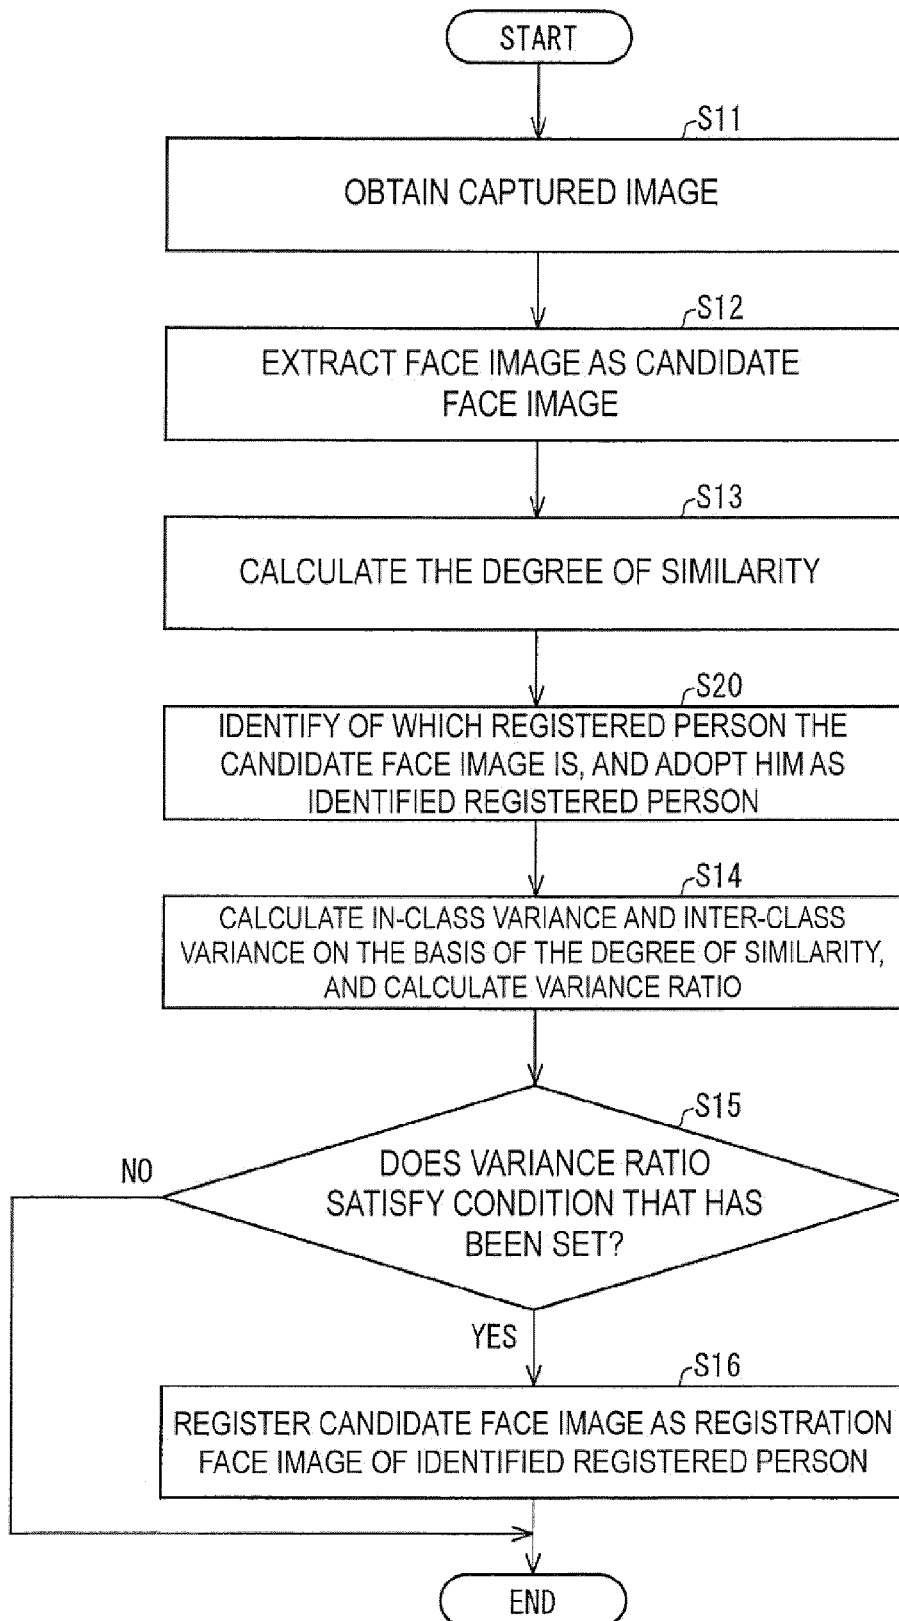 START
S11
OBTAIN CAPTURED IMAGE
S12
EXTRACT FACE IMAGE AS CANDIDATE
FACE IMAGE
S13
CALCULATE THE DEGREE OF SIMILARITY
S20
IDENTIFY OF WHICH REGISTERED PERSON THE
CANDIDATE FACE IMAGE IS, AND ADOPT HIM AS
IDENTIFIED REGISTERED PERSON
S14
CALCULATE IN-CLASS VARIANCE AND INTER-CLASS
VARIANCE ON THE BASIS OF THE DEGREE OF SIMILARITY,
AND CALCULATE VARIANCE RATIO
S15
DOES VARIANCE RATIO
SATISFY CONDITION THAT HAS
BEEN SET?
NO
YES
S16
REGISTER CANDIDATE FACE IMAGE AS REGISTRATION
FACE IMAGE OF IDENTIFIED REGISTERED PERSON
END